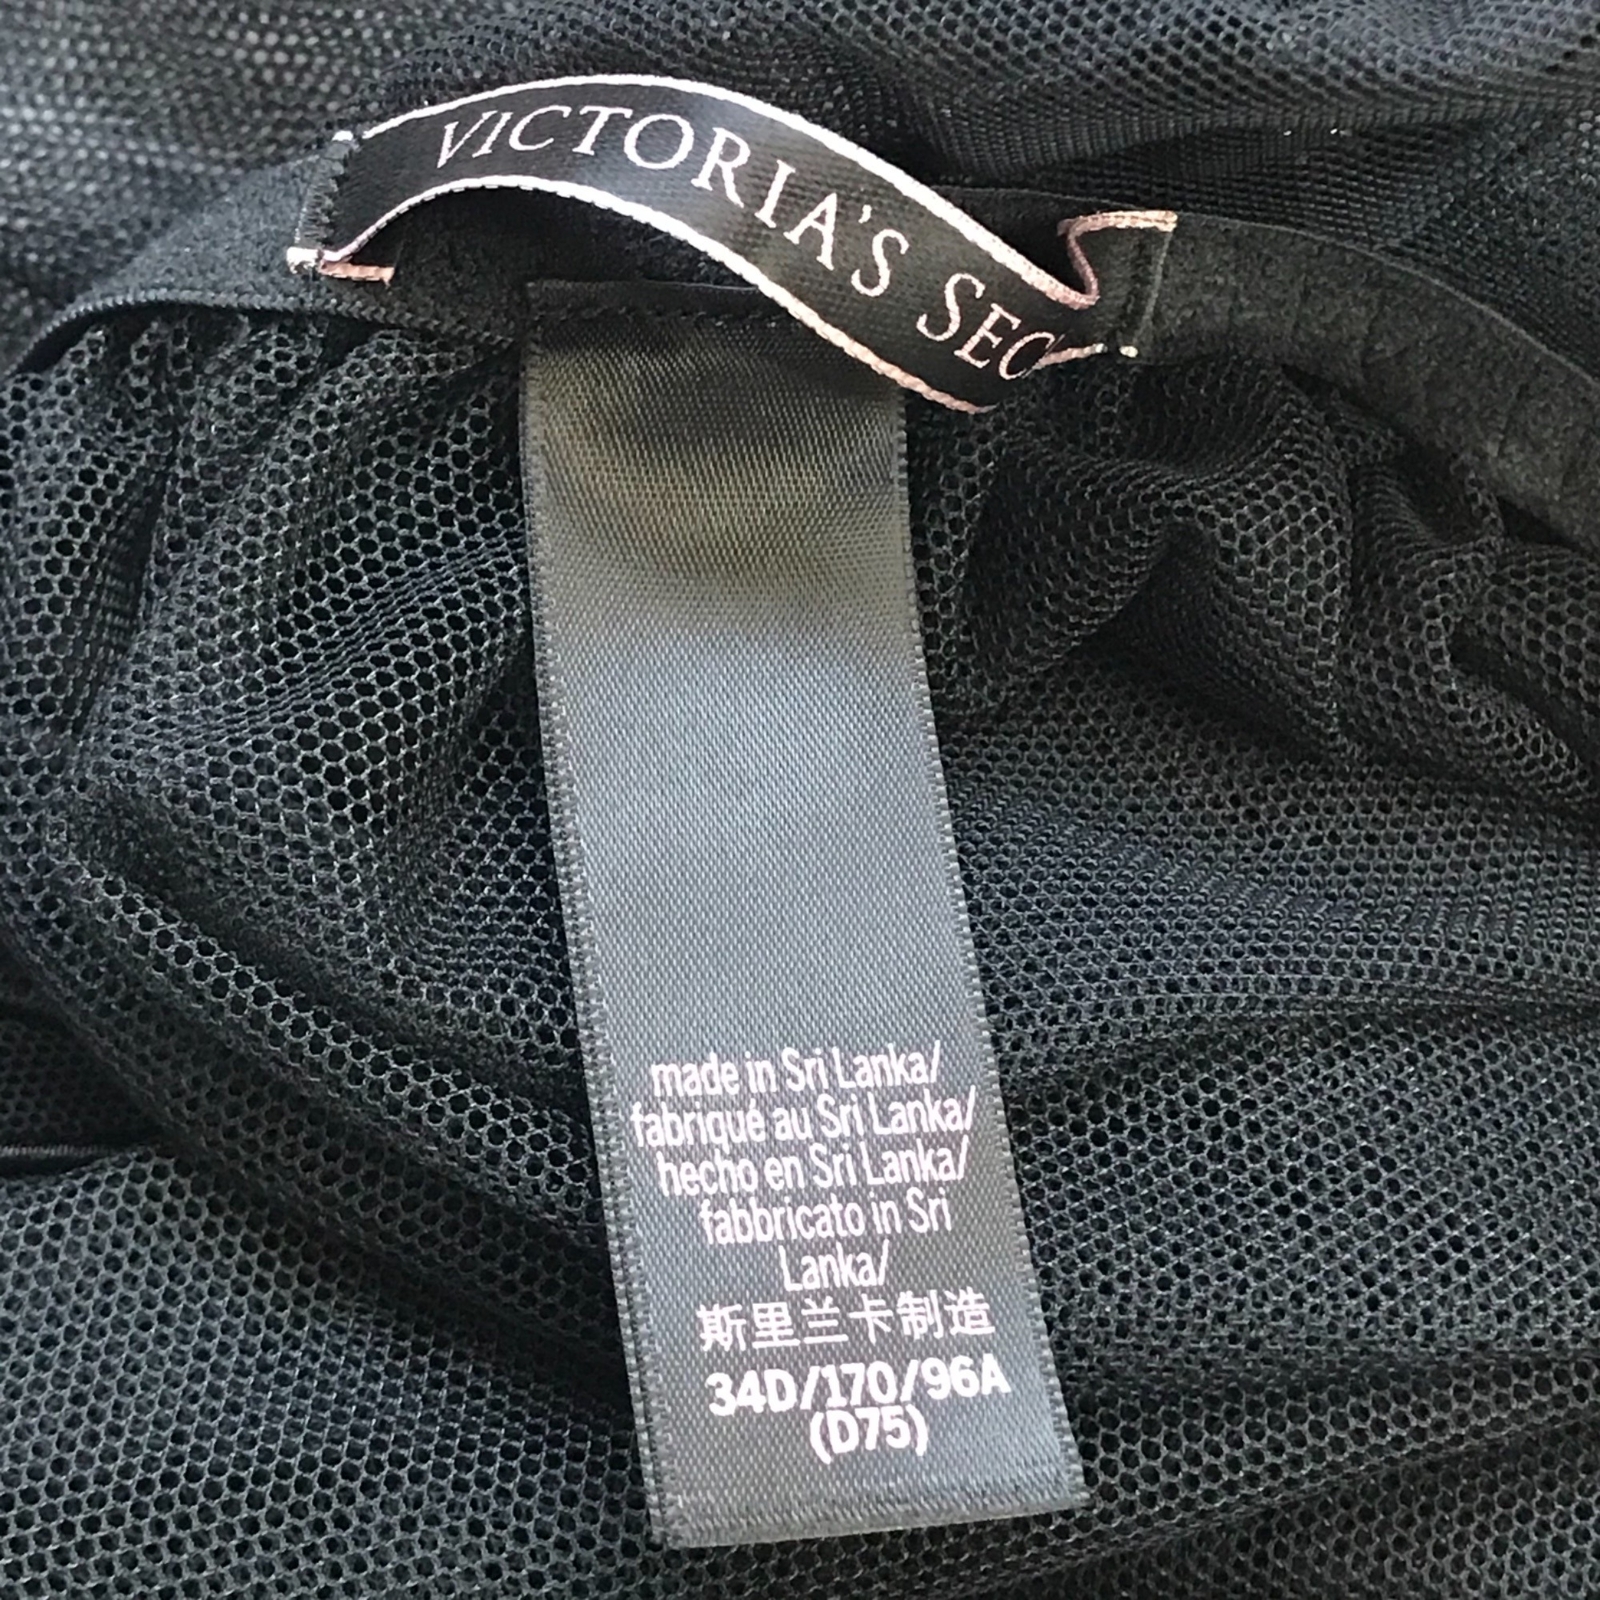 VICTORIA'S SEC
made in Sri Lanka/
fabriqué au Sri Lanka/
hecho en Sri Lanka/
fabbricato in Sri
Lanka/
斯里兰卡制造
34D/170/96A
(D75)